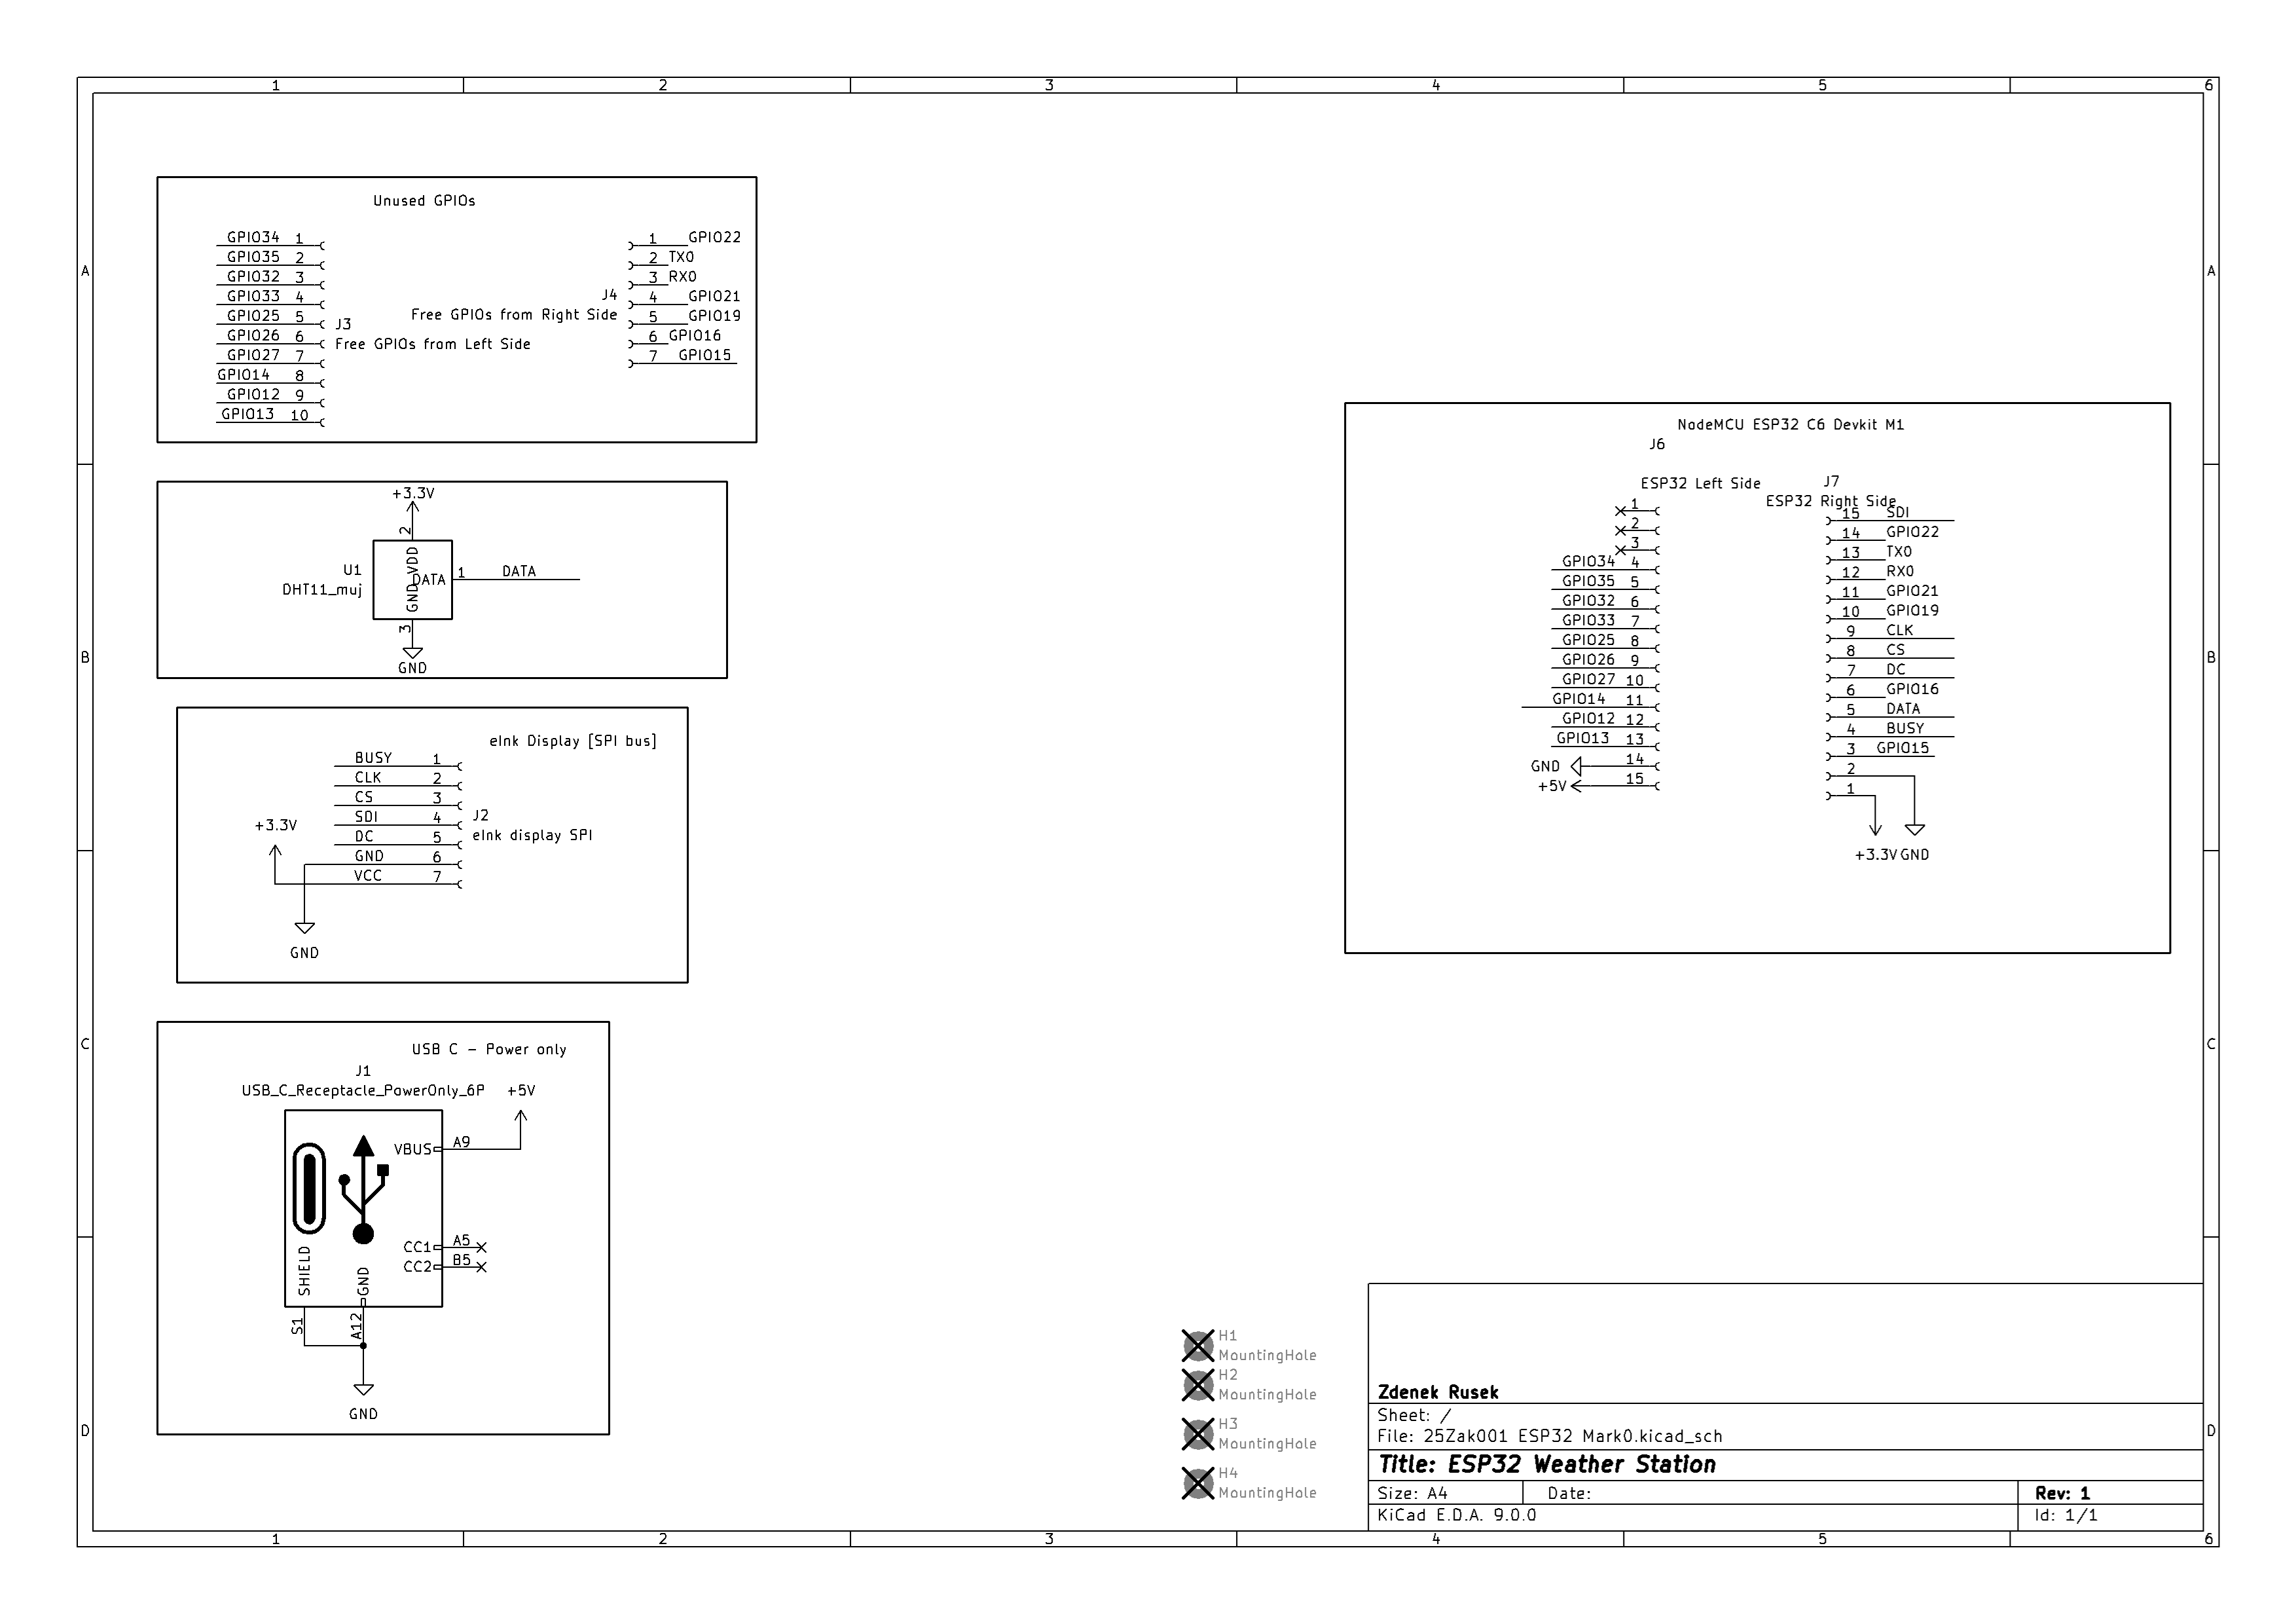 1 2 3 4 5 6
A A
B B
C C
D D
Unused GPIOs
GPIO34 1
GPIO35 2
GPIO32 3
GPIO33 4
GPIO25 5
GPIO26 6
GPIO27 7
GPIO14 8
GPIO12 9
GPIO13 10
J3
Free GPIOs from Left Side
1 GPIO22
2 TX0
3 RX0
4 GPIO21
5 GPIO19
6 GPIO16
7 GPIO15
J4
Free GPIOs from Right Side
+3.3V
2
VDD
U1
DHT11_muj
DATA
1 DATA
GND
3
GND
eInk Display [SPI bus]
BUSY 1
CLK 2
CS 3
SDI 4
DC 5
GND 6
VCC 7
J2
eInk display SPI
+3.3V
GND
USB C - Power only
J1
USB_C_Receptacle_PowerOnly_6P
+5V
VBUS A9
CC1 A5
CC2 B5
SHIELD
GND
S1
A12
GND
NodeMCU ESP32 C6 Devkit M1
J6
ESP32 Left Side
1
2
3
GPIO34 4
GPIO35 5
GPIO32 6
GPIO33 7
GPIO25 8
GPIO26 9
GPIO27 10
GPIO14 11
GPIO12 12
GPIO13 13
GND 14
+5V 15
J7
ESP32 Right Side
15 SDI
14 GPIO22
13 TX0
12 RX0
11 GPIO21
10 GPIO19
9 CLK
8 CS
7 DC
6 GPIO16
5 DATA
4 BUSY
3 GPIO15
2
1
+3.3V GND
H1
MountingHole
H2
MountingHole
H3
MountingHole
H4
MountingHole
Zdenek Rusek
Sheet: /
File: 25Zak001 ESP32 Mark0.kicad_sch
Title: ESP32 Weather Station
Size: A4 Date: Rev: 1
KiCad E.D.A. 9.0.0 Id: 1/1
1 2 3 4 5 6